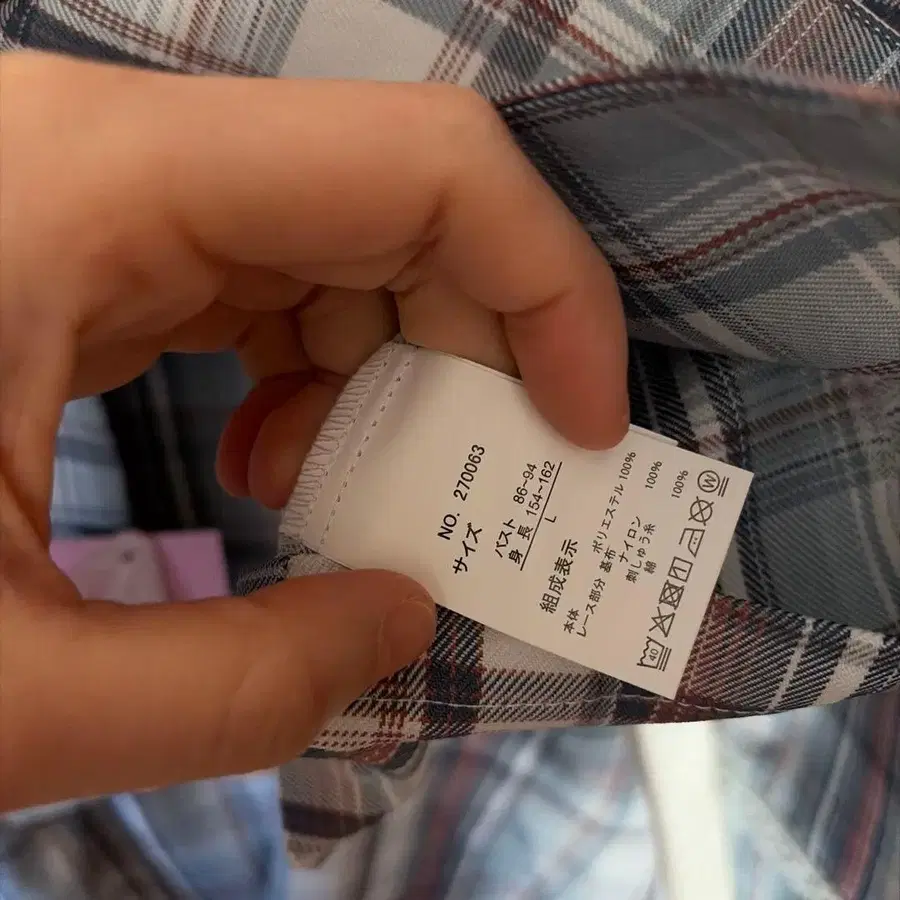 NO. 270063
サイズ
バスト 86~94
身 長 154~162
L
組成表示
本体 ポリエステル 100%
レース部分 基布 ナイロン 100%
刺しゅう糸
綿 100%
40
W